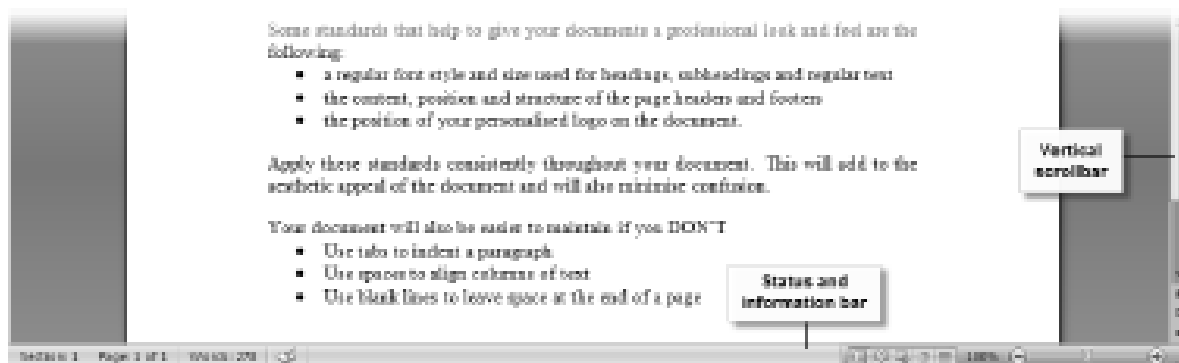 Some standards that help to give your documents a professional look and feel are the
following:
• a regular font style and size used for headings, subheadings and regular text
• the content, position and structure of the page headers and footers
• the position of your personalised logo on the document.
Apply these standards consistently throughout your document. This will add to the
aesthetic appeal of the document and will also minimise confusion.
Your document will also be easier to maintain if you DON'T
• Use tabs to indent a paragraph
• Use spaces to align columns of text
• Use blank lines to leave space at the end of a page
Vertical
scrollbar
Status and
information bar
Section: 1 Page: 1 of 1 Words: 270 100%